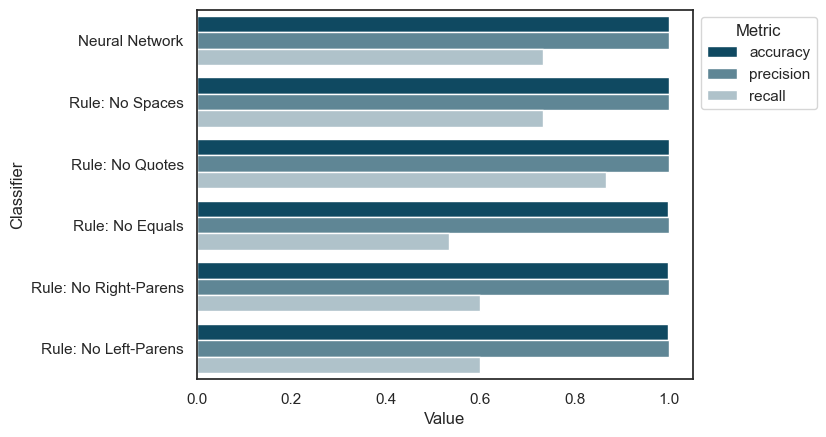 Metric
accuracy
precision
recall
Classifier
Neural Network
Rule: No Spaces
Rule: No Quotes
Rule: No Equals
Rule: No Right-Parens
Rule: No Left-Parens
0.0 0.2 0.4 0.6 0.8 1.0
Value